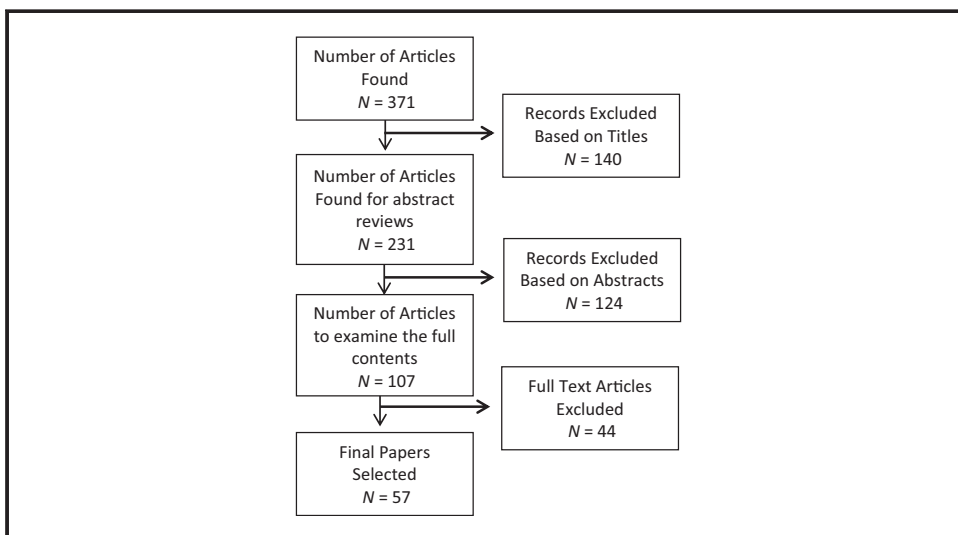 Number of Articles
Found
N = 371
Records Excluded
Based on Titles
N = 140
Number of Articles
Found for abstract
reviews
N = 231
Records Excluded
Based on Abstracts
N = 124
Number of Articles
to examine the full
contents
N = 107
Full Text Articles
Excluded
N = 44
Final Papers
Selected
N = 57